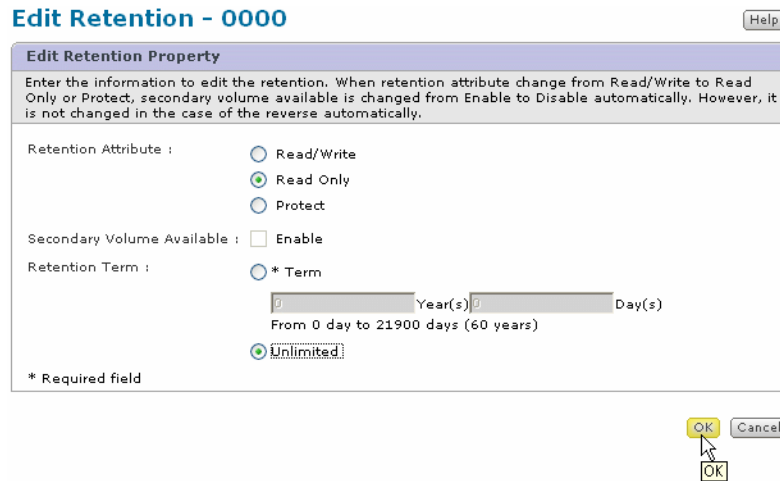 Edit Retention - 0000
Help
Edit Retention Property
Enter the information to edit the retention. When retention attribute change from Read/Write to Read
Only or Protect, secondary volume available is changed from Enable to Disable automatically. However, it
is not changed in the case of the reverse automatically.
Retention Attribute :
Read/Write
Read Only
Protect
Secondary Volume Available : Enable
Retention Term :
* Term
0 Year(s) 0 Day(s)
From 0 day to 21900 days (60 years)
Unlimited
* Required field
OK Cancel
OK